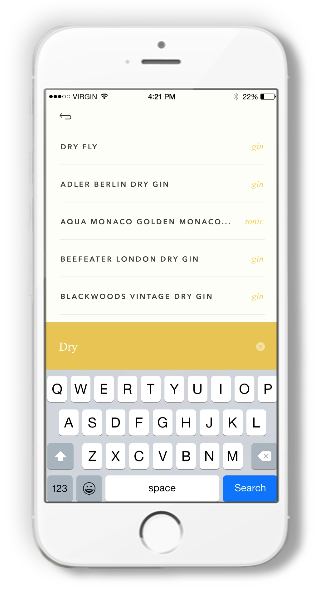 VIRGIN 4:21 PM 22%
DRY FLY gin
ADLER BERLIN DRY GIN gin
AQUA MONACO GOLDEN MONACO... tonic
BEEFEATER LONDON DRY GIN gin
BLACKWOODS VINTAGE DRY GIN gin
Dry
Q W E R T Y U I O P
A S D F G H J K L
Z X C V B N M
123 space Search